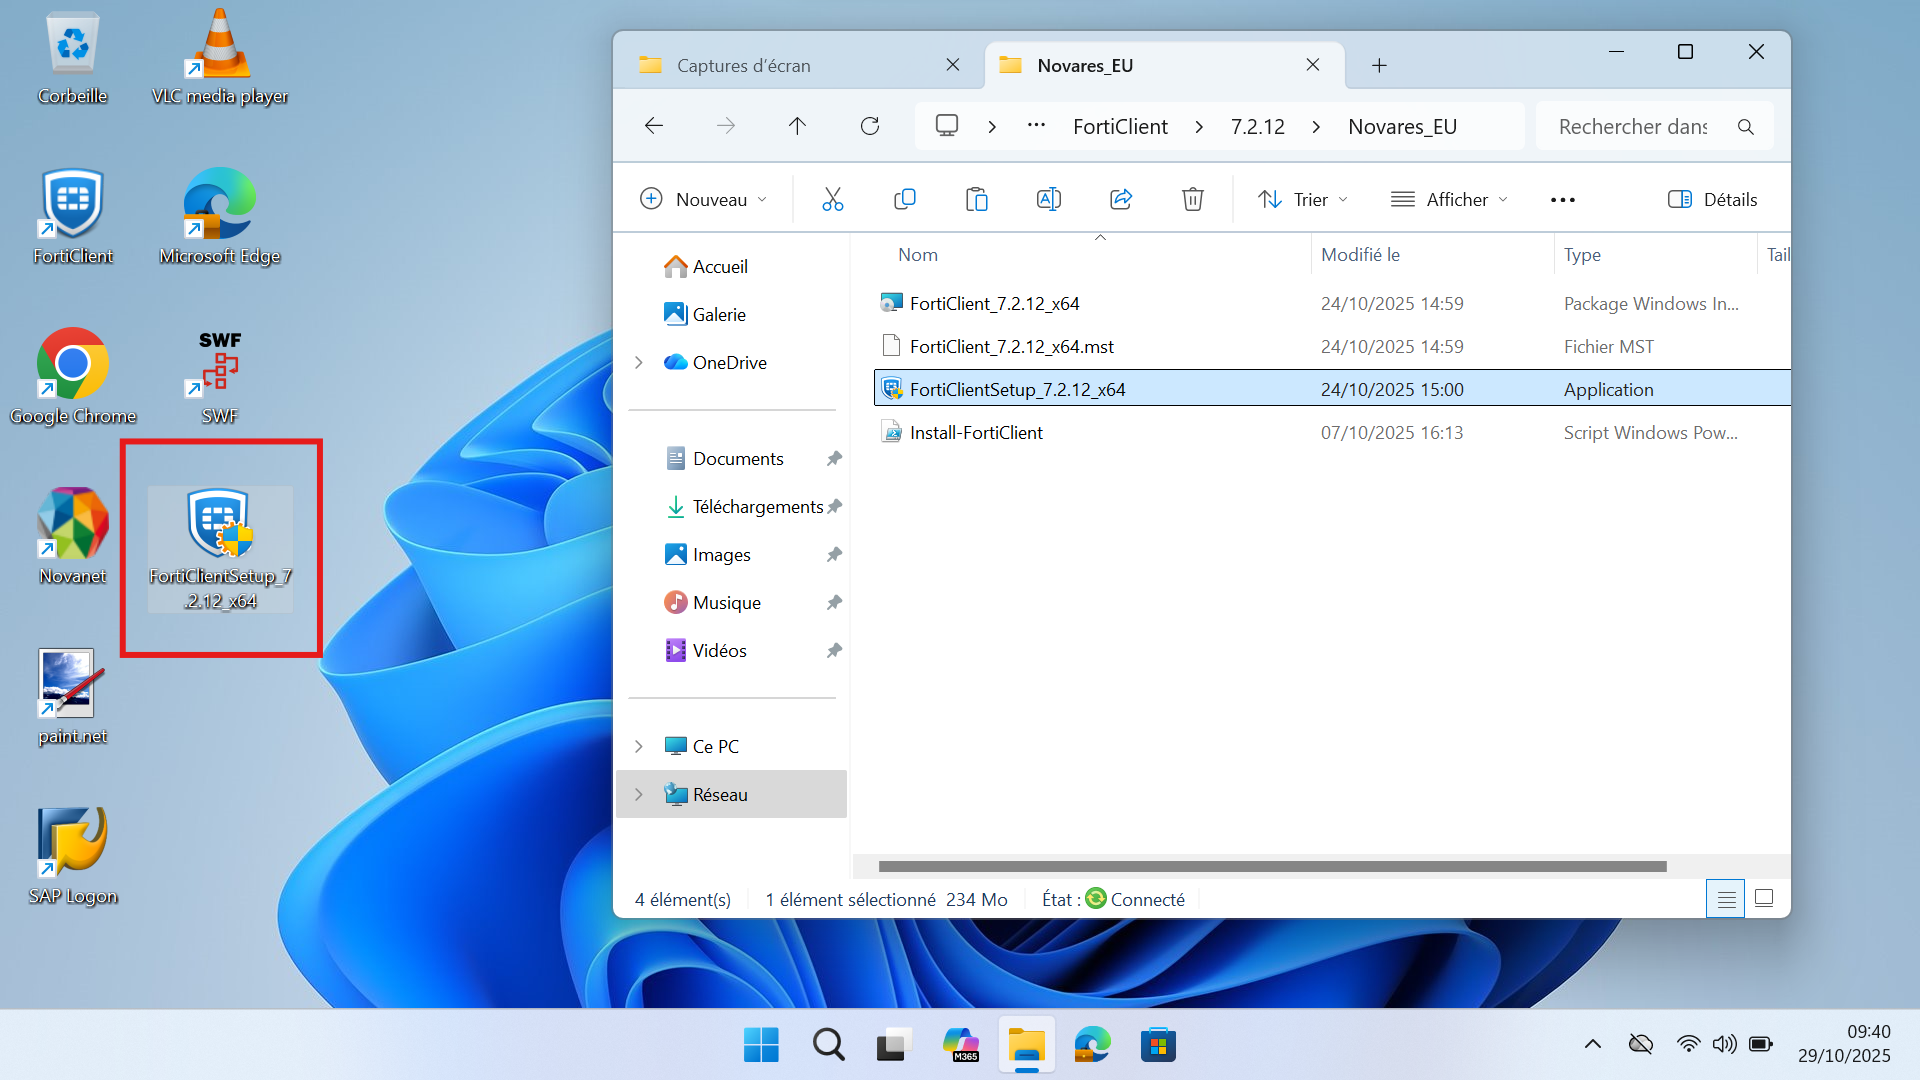 Corbeille
VLC media player
FortiClient
Microsoft Edge
Google Chrome
SWF
SWF
Novanet
FortiClientSetup_7
.2.12_x64
paint.net
SAP Logon
Captures d'écran
Novares_EU
FortiClient
7.2.12
Novares_EU
Rechercher dans
Nouveau
Trier
Afficher
Détails
Accueil
Galerie
OneDrive
Documents
Téléchargements
Images
Musique
Vidéos
Ce PC
Réseau
Nom Modifié le Type Tail
FortiClient_7.2.12_x64 24/10/2025 14:59 Package Windows In...
FortiClient_7.2.12_x64.mst 24/10/2025 14:59 Fichier MST
FortiClientSetup_7.2.12_x64 24/10/2025 15:00 Application
Install-FortiClient 07/10/2025 16:13 Script Windows Pow...
4 élément(s) 1 élément sélectionné 234 Mo État : Connecté
M365
09:40
29/10/2025